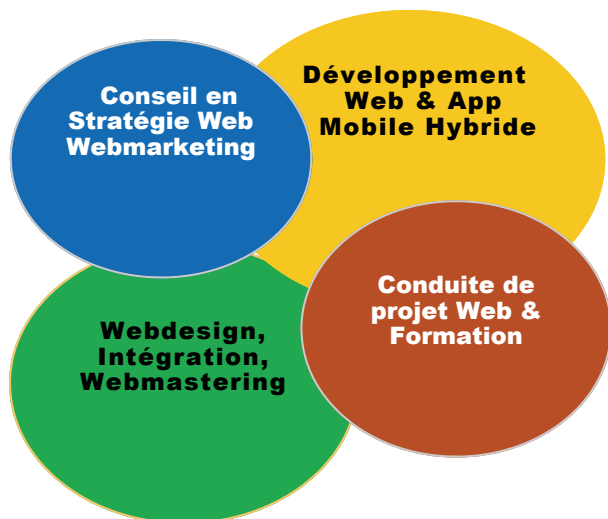 Conseil en
Stratégie Web
Webmarketing
Développement
Web & App
Mobile Hybride
Webdesign,
Intégration,
Webmastering
Conduite de
projet Web &
Formation